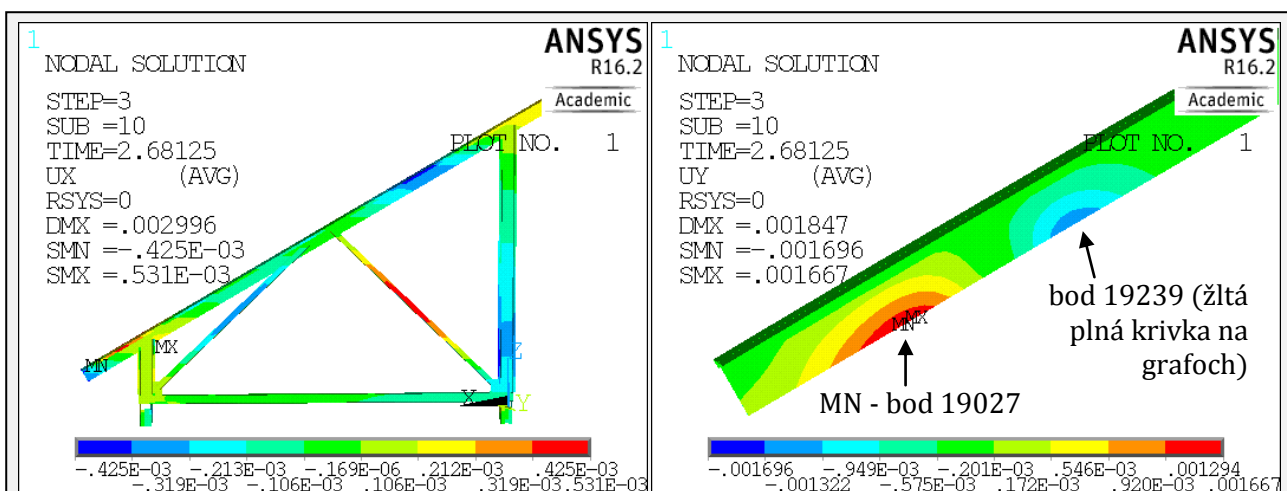 1
NODAL SOLUTION
ANSYS
R16.2
Academic
STEP=3
SUB =10
PLOT NO. 1
TIME=2.68125
UX (AVG)
RSYS=0
DMX =.002996
SMN =-.425E-03
SMX =.531E-03
MX
MN
Z
X
Y
-.425E-03 -.213E-03 -.169E-06 .212E-03 .425E-03
-.319E-03 -.106E-03 .106E-03 .319E-03 .531E-03
1
NODAL SOLUTION
ANSYS
R16.2
Academic
STEP=3
SUB =10
PLOT NO. 1
TIME=2.68125
UY (AVG)
RSYS=0
DMX =.001847
SMN =-.001696
SMX =.001667
MX
MN
bod 19239 (žltá
plná krivka na
grafoch)
MN - bod 19027
-.001696 -.949E-03 -.201E-03 .546E-03 .001294
-.001322 -.575E-03 .172E-03 .920E-03 .001667